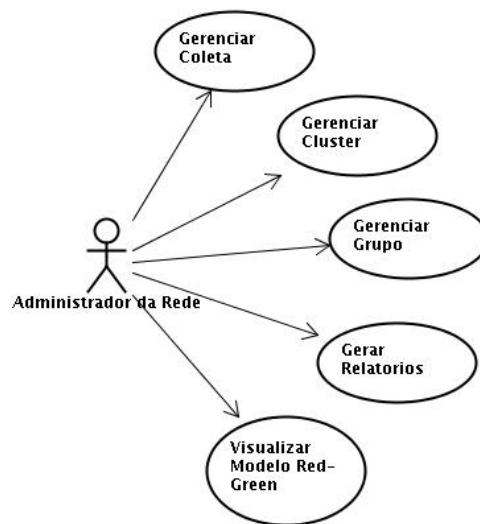 Gerenciar
Coleta
Gerenciar
Cluster
Gerenciar
Grupo
Administrador da Rede
Gerar
Relatorios
Visualizar
Modelo Red-
Green